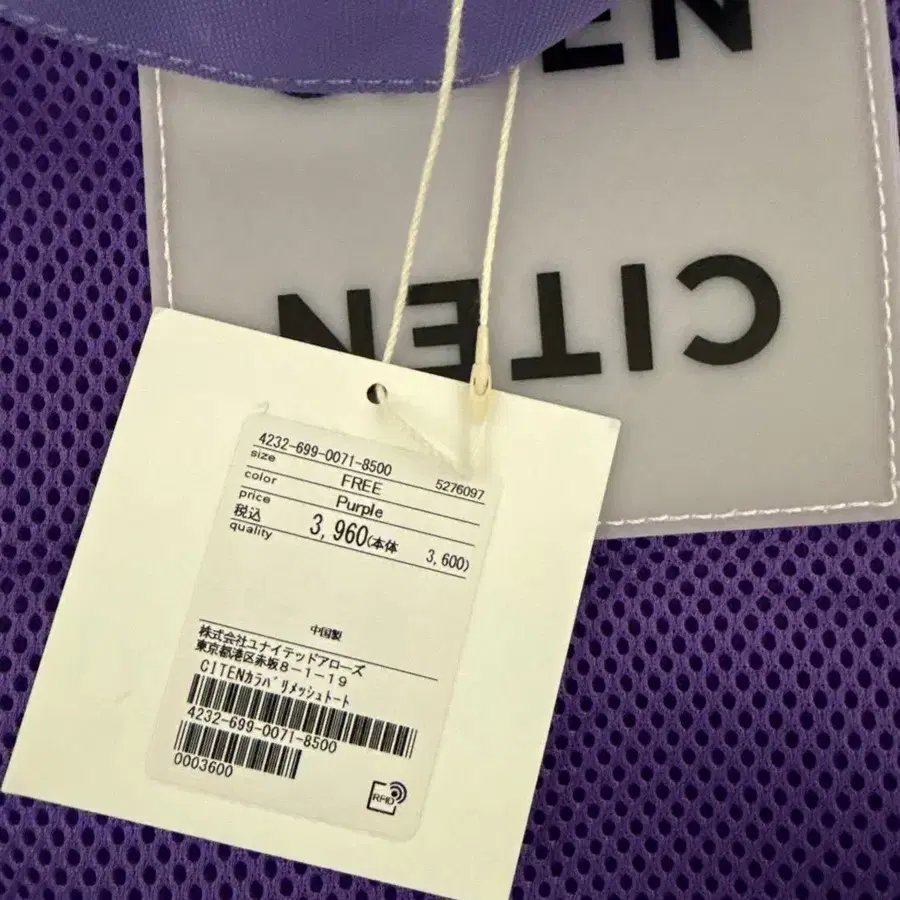 CITEN
CITEN
4232-699-0071-8500
size FREE 5276097
color Purple
price
税込 3,960(本体 3,600)
quality
中国製
株式会社ユナイテッドアローズ
東京都港区赤坂8-1-19
CITENカラバリメッシュトート
4232-699-0071-8500
0003600
RFID